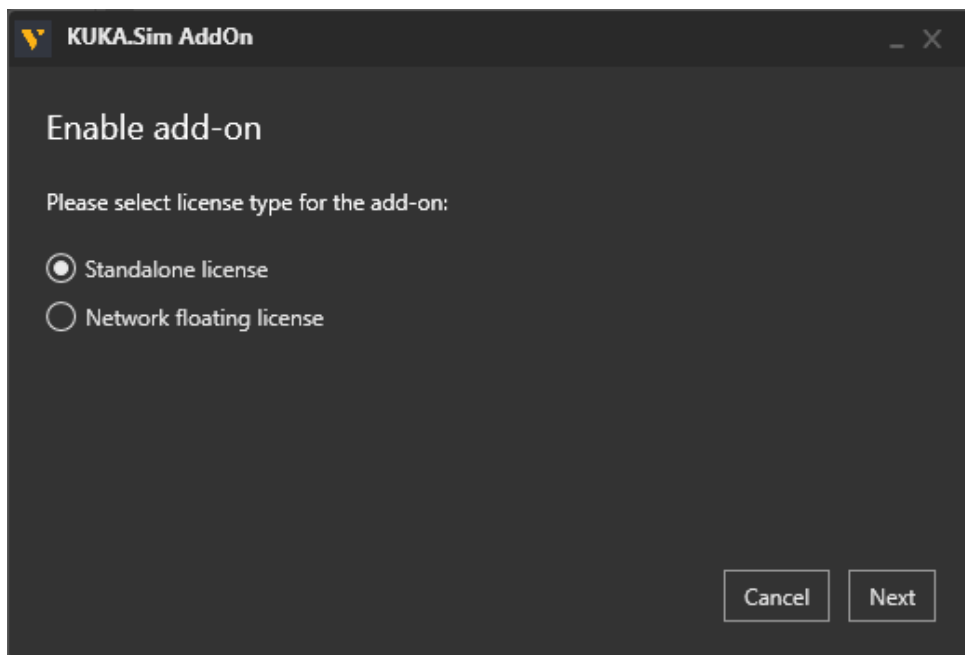 KUKA.Sim AddOn
Enable add-on
Please select license type for the add-on:
Standalone license
Network floating license
Cancel Next